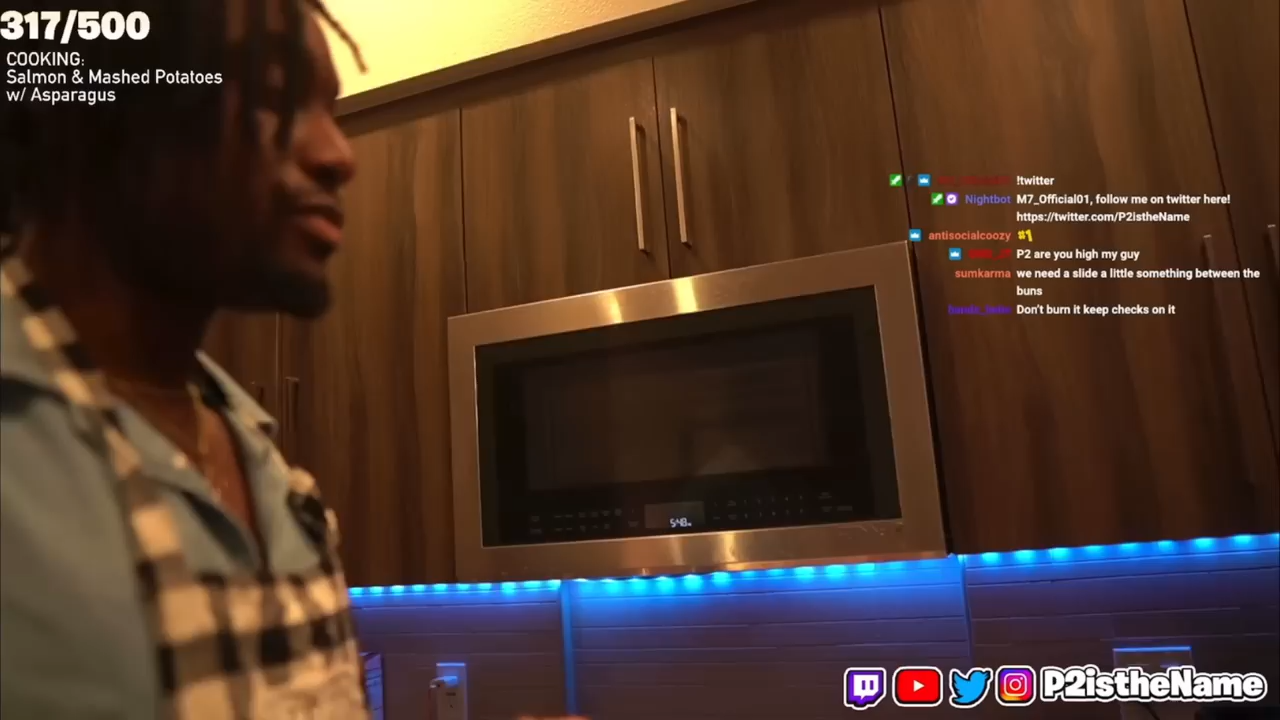 317/500
COOKING:
Salmon & Mashed Potatoes
w/ Asparagus
!twitter
Nightbot M7_Official01, follow me on twitter here!
https://twitter.com/P2istheName
antisocialcoozy #1
P2 are you high my guy
sumkarma we need a slide a little something between the
buns
Don't burn it keep checks on it
5:48
P2istheName